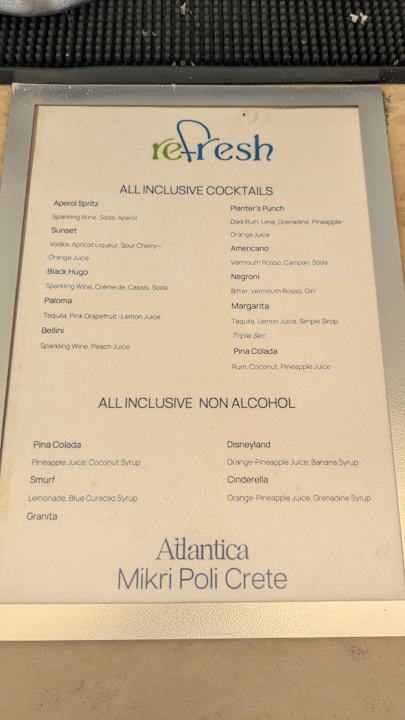 refresh
ALL INCLUSIVE COCKTAILS
Aperol Spritz
Sparkling Wine, Soda, Aperol
Sunset
Vodka, Apricot Liqueur, Sour Cherry-
Orange Juice
Black Hugo
Sparkling Wine, Crème de Cassis, Soda
Paloma
Tequila, Pink Grapefruit-Lemon Juice
Bellini
Sparkling Wine, Peach Juice
Planter's Punch
Dark Rum, Lime, Grenadine, Pineapple-
Orange Juice
Americano
Vermouth Rosso, Campari, Soda
Negroni
Bitter, Vermouth Rosso, Gin
Margarita
Tequila, Lemon Juice, Simple Sirop,
Triple Sec
Pina Colada
Rum, Coconut, Pineapple Juice
ALL INCLUSIVE NON ALCOHOL
Pina Colada
Pineapple Juice, Coconut Syrup
Smurf
Lemonade, Blue Curacao Syrup
Granita
Disneyland
Orange-Pineapple Juice, Banana Syrup
Cinderella
Orange-Pineapple Juice, Grenadine Syrup
Atlantica
Mikri Poli Crete